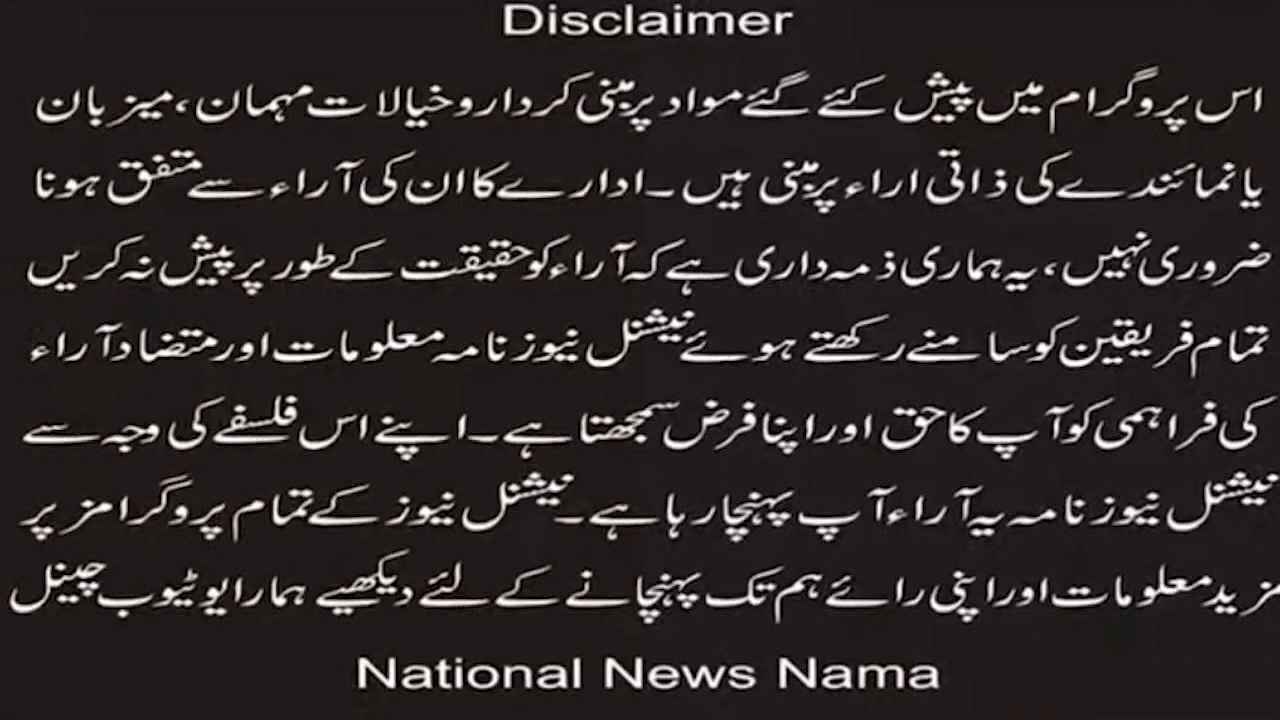 Disclaimer
اس پروگرام میں پیش کئے گئے مواد پر مبنی کردار و خیالات مہمان، میزبان
یا نمائندے کی ذاتی اراء پر مبنی ہیں۔ ادارے کا ان کی آراء سے متفق ہونا
ضروری نہیں، یہ ہماری ذمہ داری ہے کہ آراء کو حقیقت کے طور پر پیش نہ کریں
تمام فریقین کو سامنے رکھتے ہوئے نیشنل نیوز نامہ معلومات اور متضاد آراء
کی فراہمی کو آپ کا حق اور اپنا فرض سمجھتا ہے۔ اپنے اس فلسفے کی وجہ سے
نیشنل نیوز نامہ یہ آراء آپ پہنچا رہا ہے۔ نیشنل نیوز کے تمام پروگرامز پر
مزید معلومات اور اپنی رائے ہم تک پہنچانے کے لئے دیکھیے ہمارا یوٹیوب چینل
National News Nama